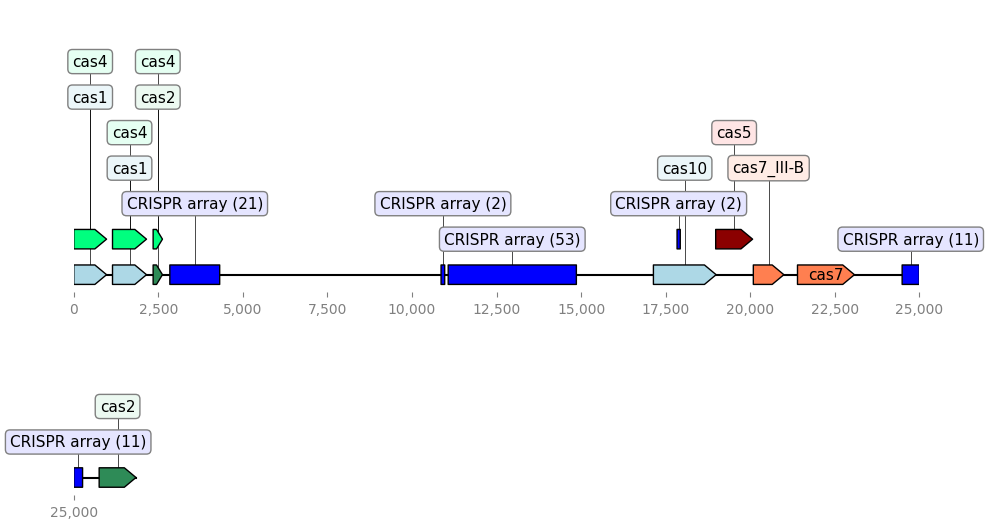 cas4 cas4
cas1 cas2
cas4 cas5
cas1 cas10 cas7_III-B
CRISPR array (21) CRISPR array (2) CRISPR array (2)
CRISPR array (53) CRISPR array (11)
cas7
0 2,500 5,000 7,500 10,000 12,500 15,000 17,500 20,000 22,500 25,000
cas2
CRISPR array (11)
25,000